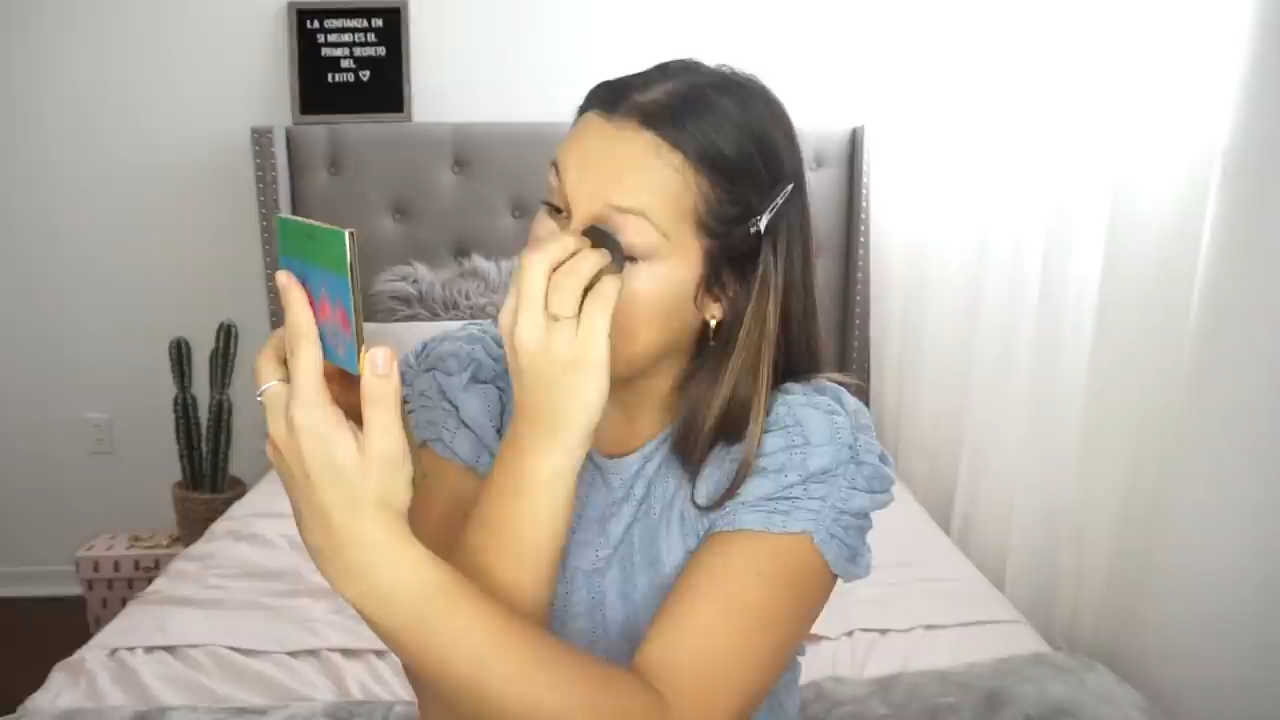 LA CONFIANZA EN
SI MISMO ES EL
PRIMER SECRETO
DEL
EXITO ♡